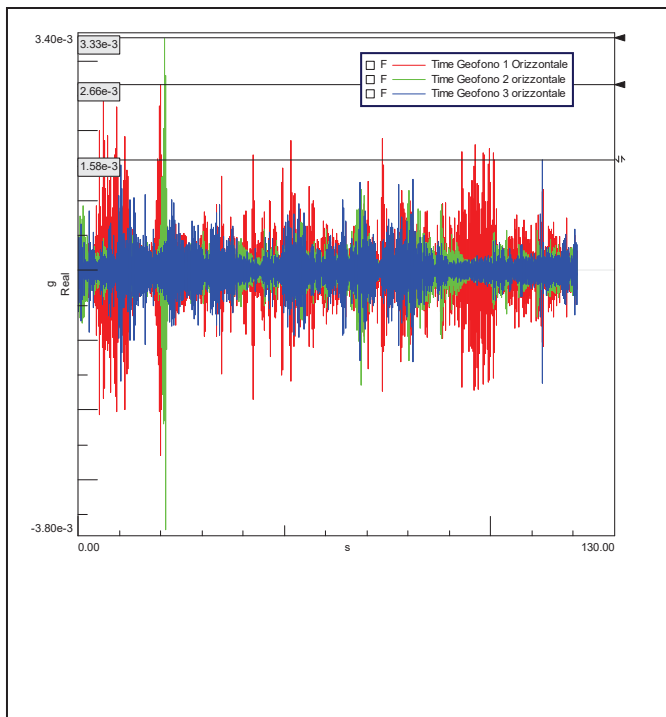 3.40e-3
3.33e-3
2.66e-3
1.58e-3
F Time Geofono 1 Orizzontale
F Time Geofono 2 orizzontale
F Time Geofono 3 orizzontale
g
Real
-3.80e-3
0.00
s
130.00